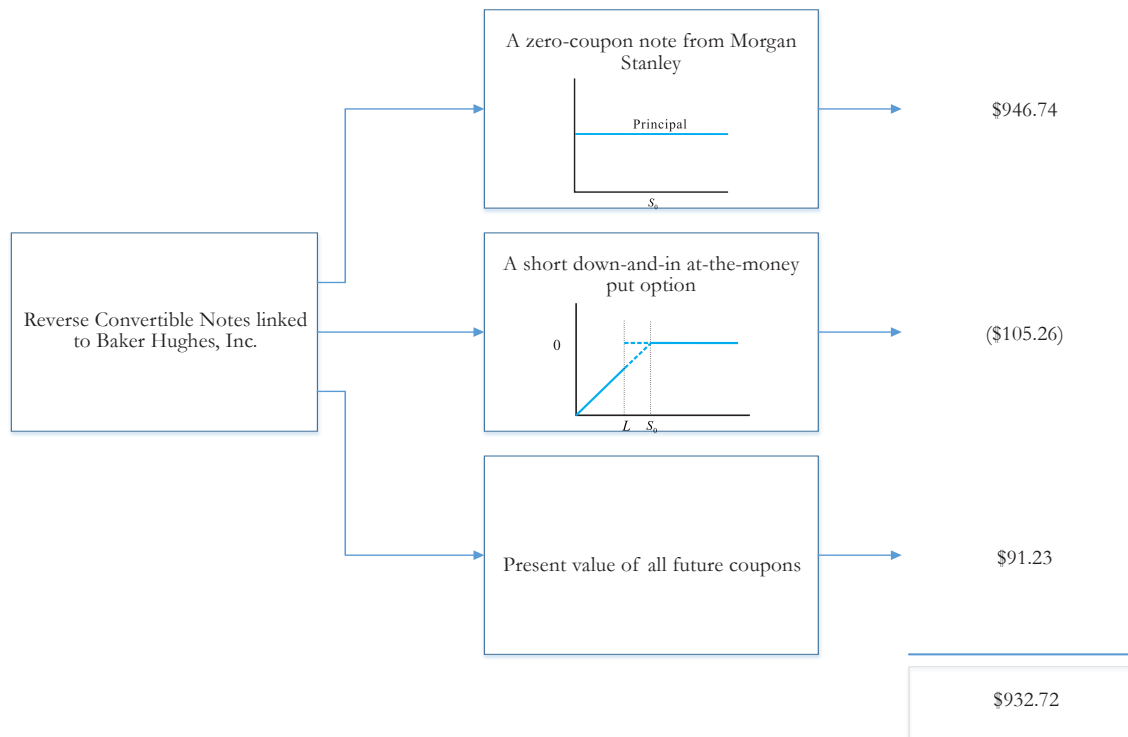 A zero-coupon note from Morgan
Stanley
Principal
S₀
$946.74
Reverse Convertible Notes linked
to Baker Hughes, Inc.
A short down-and-in at-the-money
put option
0
L S₀
($105.26)
Present value of all future coupons
$91.23
$932.72